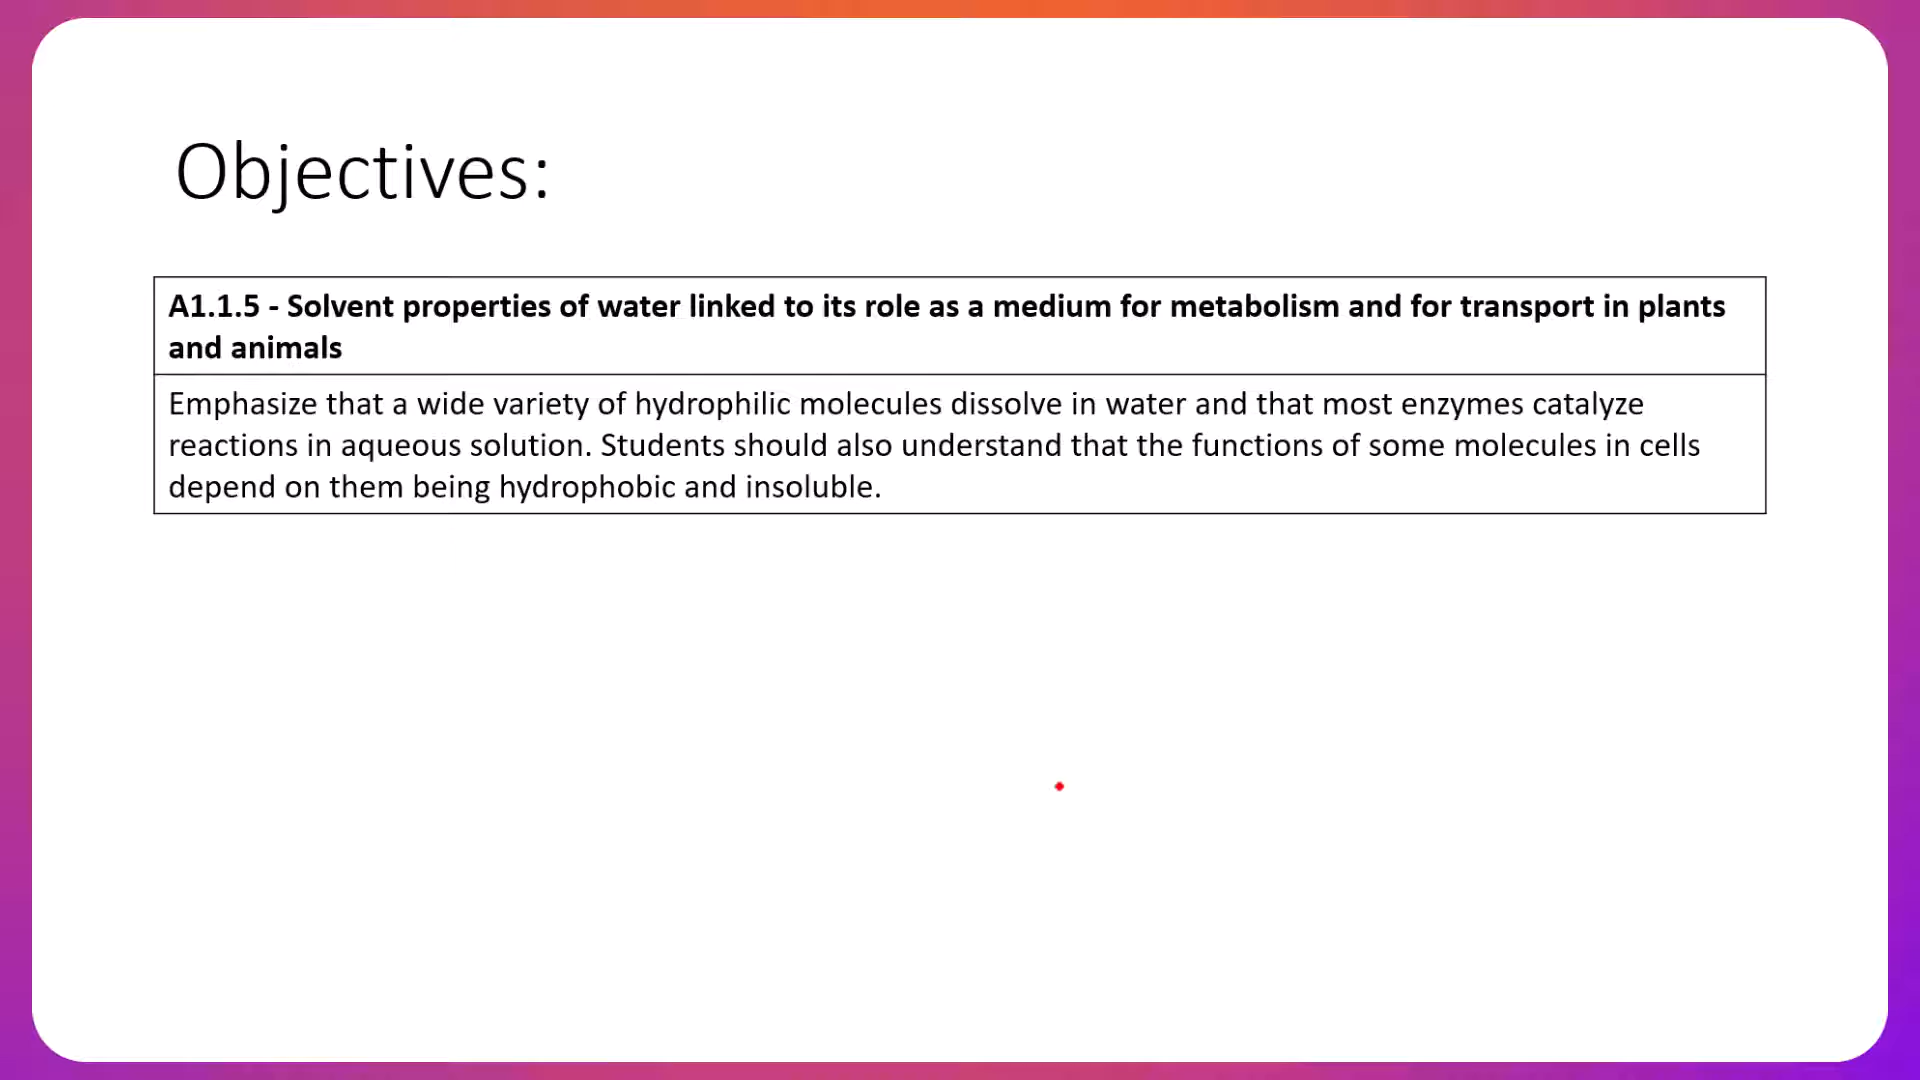 Objectives:
A1.1.5 - Solvent properties of water linked to its role as a medium for metabolism and for transport in plants
and animals
Emphasize that a wide variety of hydrophilic molecules dissolve in water and that most enzymes catalyze
reactions in aqueous solution. Students should also understand that the functions of some molecules in cells
depend on them being hydrophobic and insoluble.